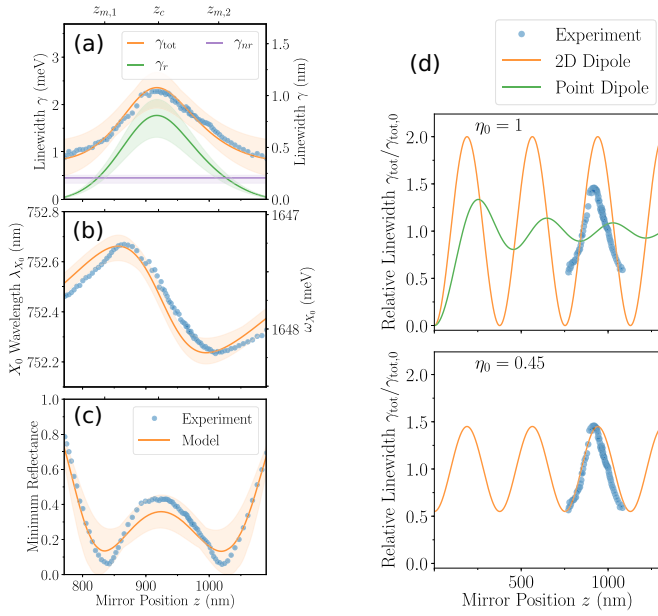 z_{m,1} z_c z_{m,2}
(a)
γ_tot γ_nr
γ_r
Linewidth γ (meV)
3
2
1
0
Linewidth γ (nm)
1.5
1.0
0.5
0.0
(b)
X_0 Wavelength λ_{X_0} (nm)
752.8
752.6
752.4
752.2
1647
1648
ω_{X_0} (meV)
(c)
Experiment
Model
Minimum Reflectance
1.0
0.8
0.6
0.4
0.2
0.0
800 900 1000
Mirror Position z (nm)
(d)
Experiment
2D Dipole
Point Dipole
η_0 = 1
Relative Linewidth γ_tot/γ_{tot,0}
2.0
1.5
1.0
0.5
0.0
η_0 = 0.45
Relative Linewidth γ_tot/γ_{tot,0}
2.0
1.5
1.0
0.5
0.0
500 1000
Mirror Position z (nm)